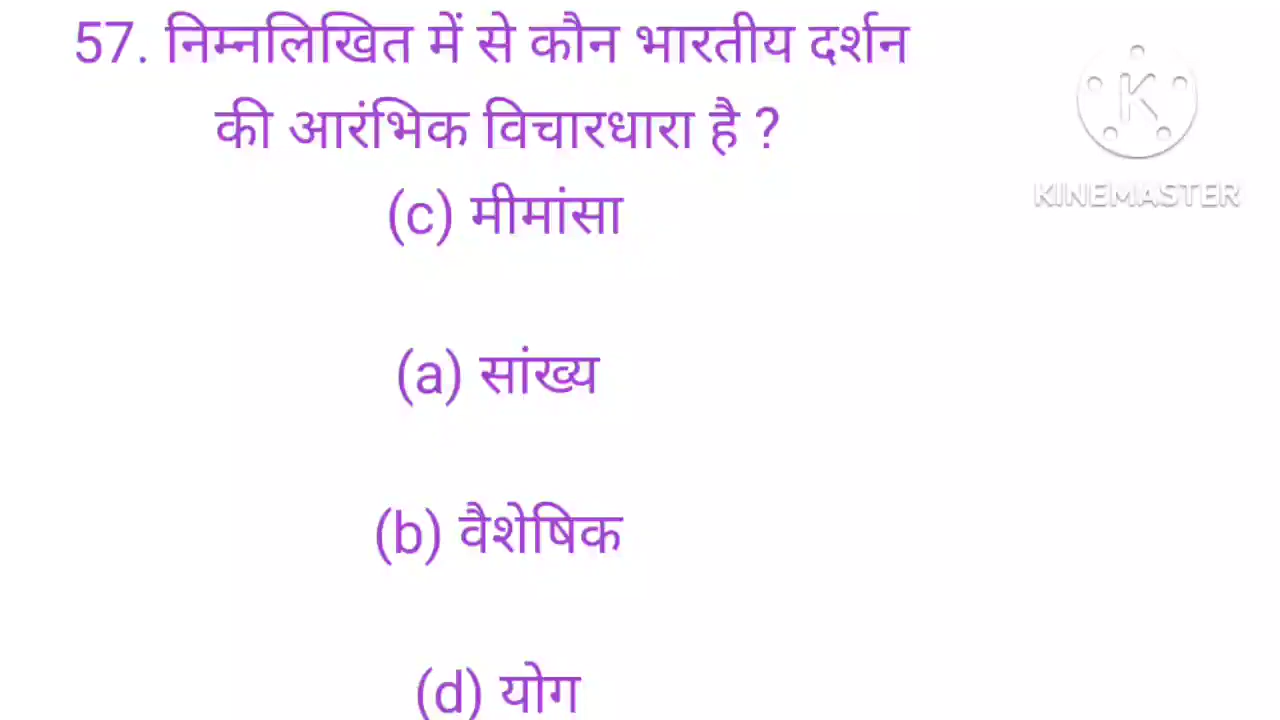 57. निम्नलिखित में से कौन भारतीय दर्शन
की आरंभिक विचारधारा है ?
(c) मीमांसा
(a) सांख्य
(b) वैशेषिक
(d) योग
K
KINEMASTER